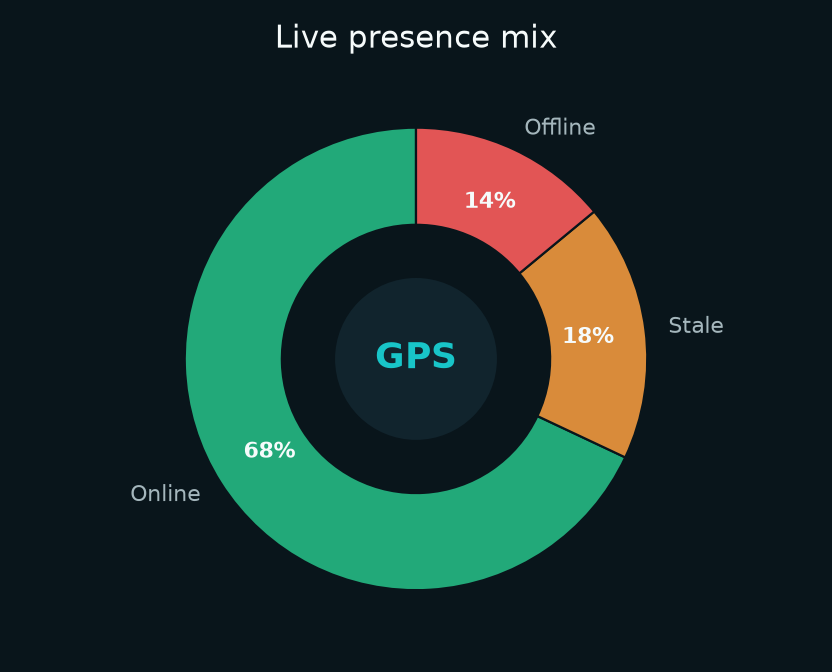 Live presence mix
Offline
14%
Stale
18%
GPS
68%
Online